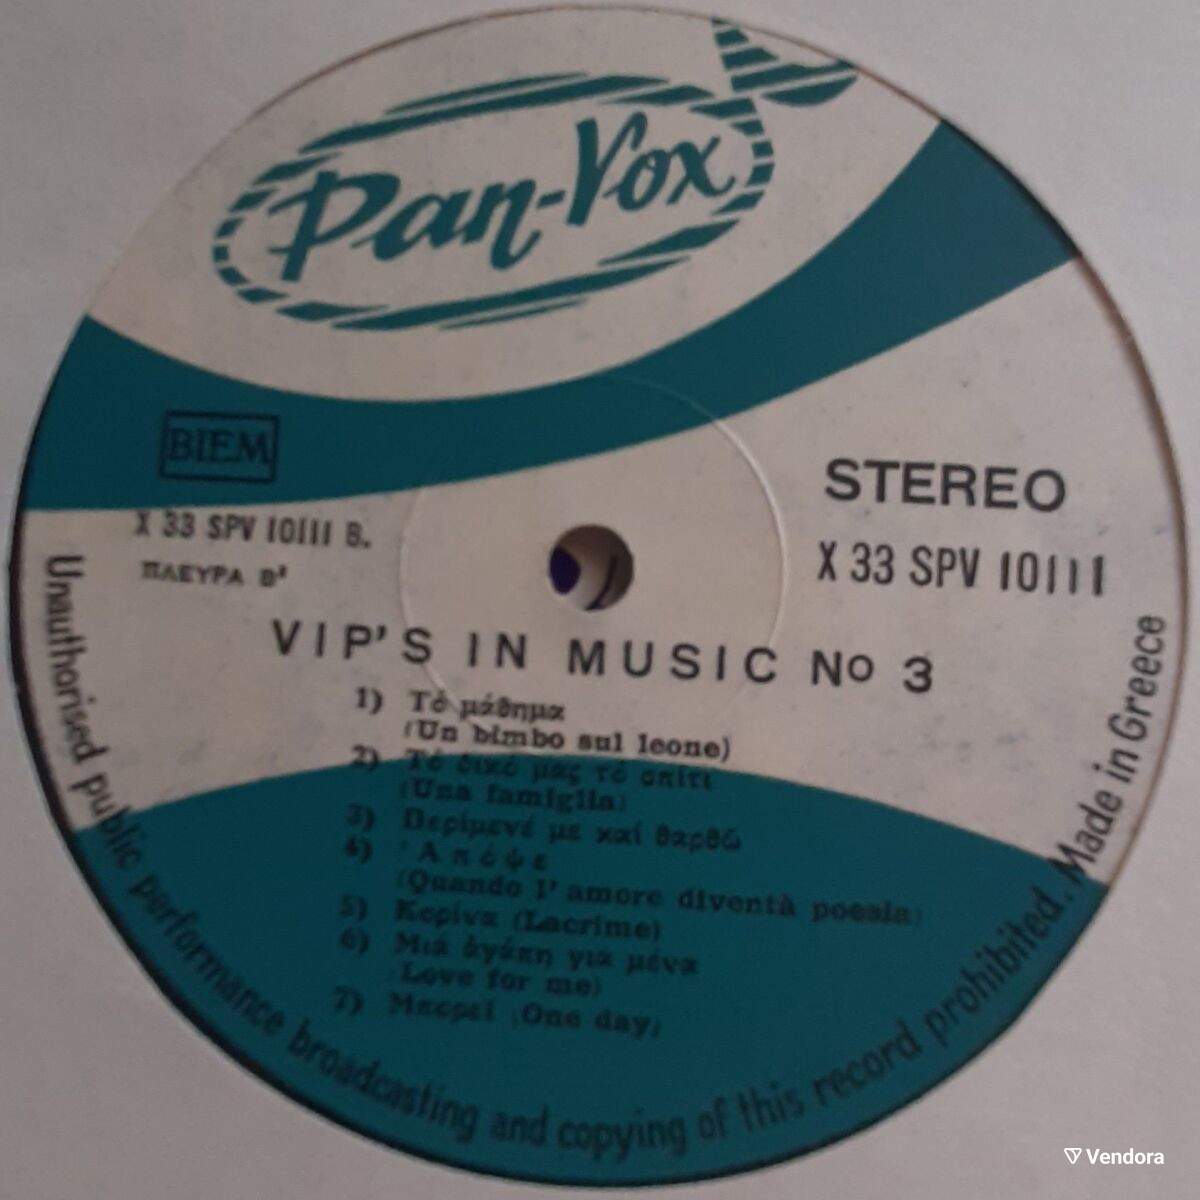 Pan-Vox
BIEM
STEREO
X 33 SPV 10111 B.
X 33 SPV 10111
ΠΛΕΥΡΑ Β'
VIP'S IN MUSIC No 3
1) Τό μάθημα
(Un bimbo sul leone)
2) Τό δικό μας τό σπίτι
(Una famiglia)
3) Περίμενέ με καί θαρθῶ
4) 'Απόψε
(Quando l' amore diventà poesia)
5) Κορίνα (Lacrime)
6) Μιά ἀγάπη γιά μένα
(Love for me)
7) Μπορεῖ (One day)
Unauthorised public performance broadcasting and copying of this record prohibited. Made in Greece
Vendora